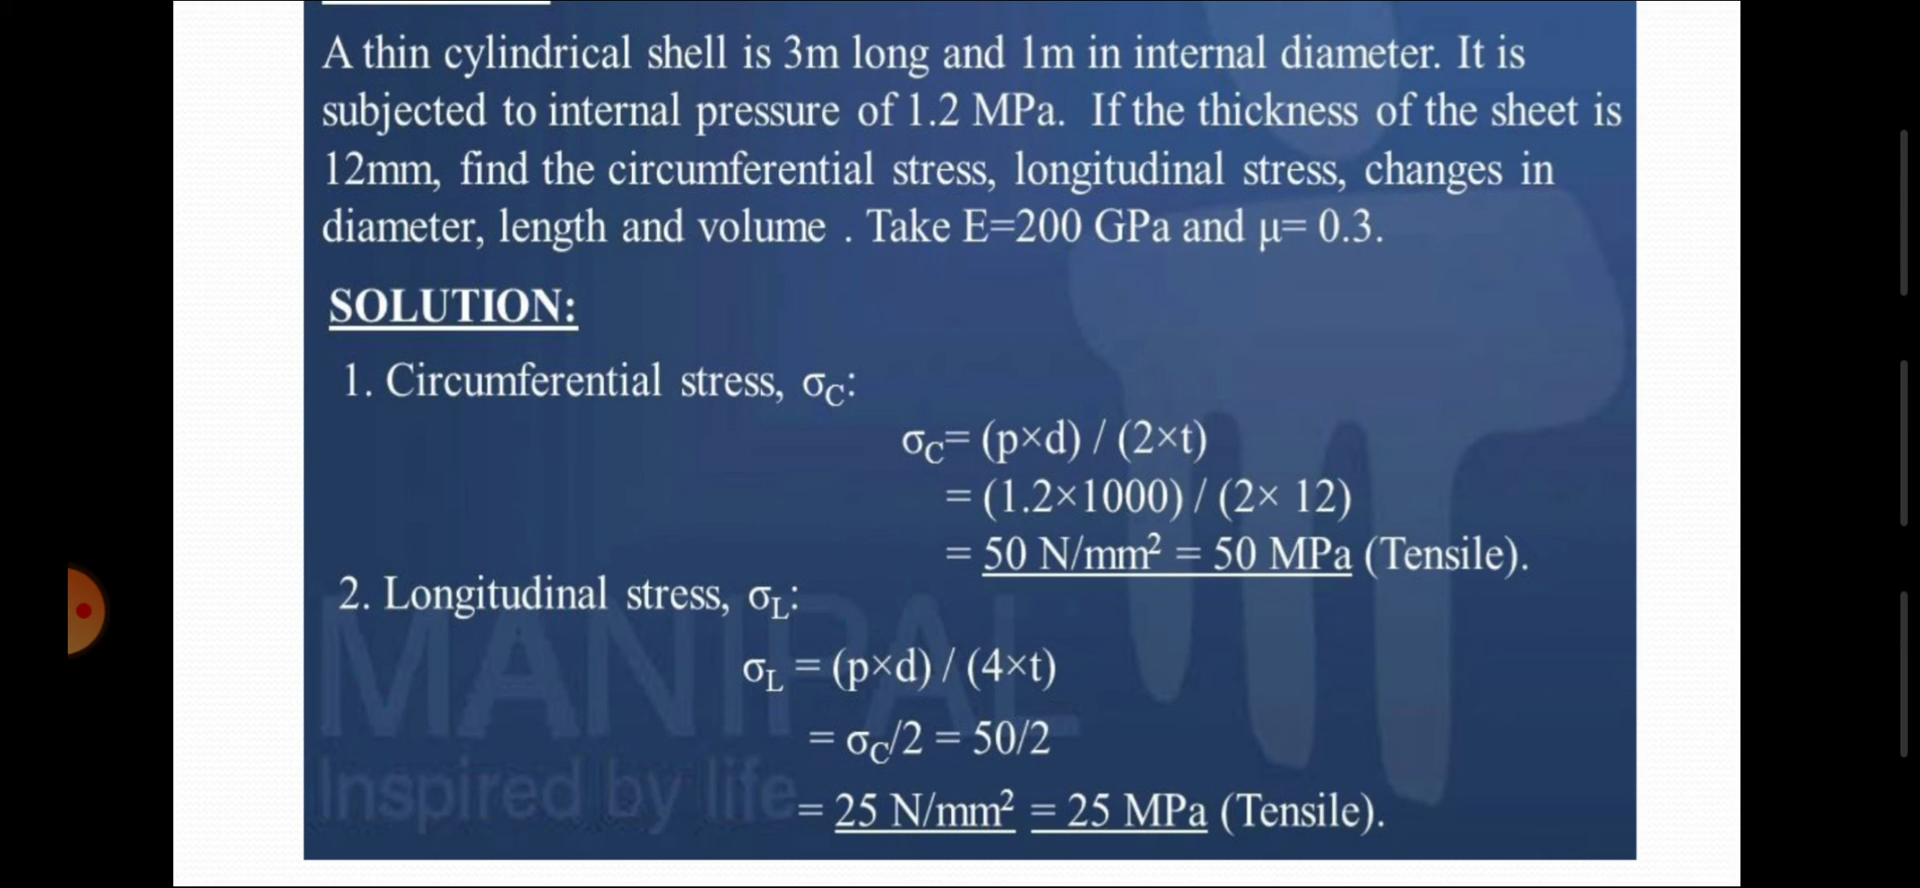 A thin cylindrical shell is 3m long and 1m in internal diameter. It is
subjected to internal pressure of 1.2 MPa. If the thickness of the sheet is
12mm, find the circumferential stress, longitudinal stress, changes in
diameter, length and volume . Take E=200 GPa and μ= 0.3.
SOLUTION:
1. Circumferential stress, σC:
σC= (p×d) / (2×t)
= (1.2×1000) / (2× 12)
= 50 N/mm² = 50 MPa (Tensile).
2. Longitudinal stress, σL:
σL = (p×d) / (4×t)
= σC/2 = 50/2
= 25 N/mm² = 25 MPa (Tensile).
MANIPAL
Inspired by life